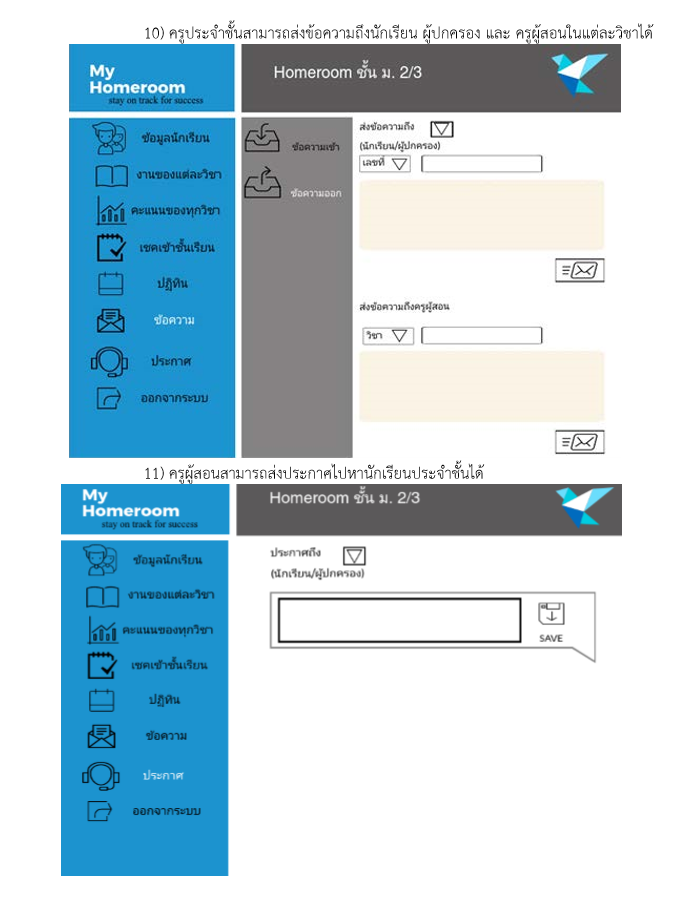 10) ครูประจำชั้นสามารถส่งข้อความถึงนักเรียน ผู้ปกครอง และ ครูผู้สอนในแต่ละวิชาได้
My
Homeroom
stay on track for success
Homeroom ชั้น ม. 2/3
ข้อมูลนักเรียน
งานของแต่ละวิชา
คะแนนของทุกวิชา
เชคเข้าชั้นเรียน
ปฏิทิน
ข้อความ
ประกาศ
ออกจากระบบ
ข้อความเข้า
ข้อความออก
ส่งข้อความถึง
(นักเรียน/ผู้ปกครอง)
เลขที่
ส่งข้อความถึงครูผู้สอน
วิชา
11) ครูผู้สอนสามารถส่งประกาศไปหานักเรียนประจำชั้นได้
My
Homeroom
stay on track for success
Homeroom ชั้น ม. 2/3
ข้อมูลนักเรียน
งานของแต่ละวิชา
คะแนนของทุกวิชา
เชคเข้าชั้นเรียน
ปฏิทิน
ข้อความ
ประกาศ
ออกจากระบบ
ประกาศถึง
(นักเรียน/ผู้ปกครอง)
SAVE